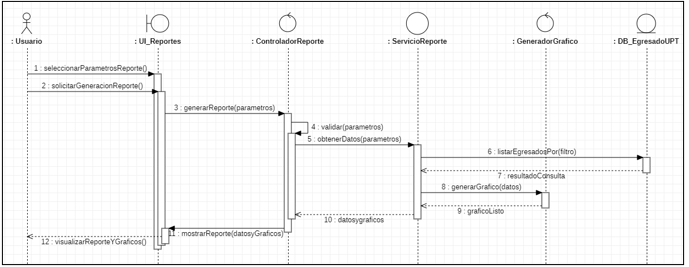 : Usuario
: UI_Reportes
: ControladorReporte
: ServicioReporte
: GeneradorGrafico
: DB_EgresadoUPT
1 : seleccionarParametrosReporte()
2 : solicitarGeneracionReporte()
3 : generarReporte(parametros)
4 : validar(parametros)
5 : obtenerDatos(parametros)
6 : listarEgresadosPor(filtro)
7 : resultadoConsulta
8 : generarGrafico(datos)
9 : graficoListo
10 : datosygraficos
11 : mostrarReporte(datosyGraficos)
12 : visualizarReporteYGraficos()